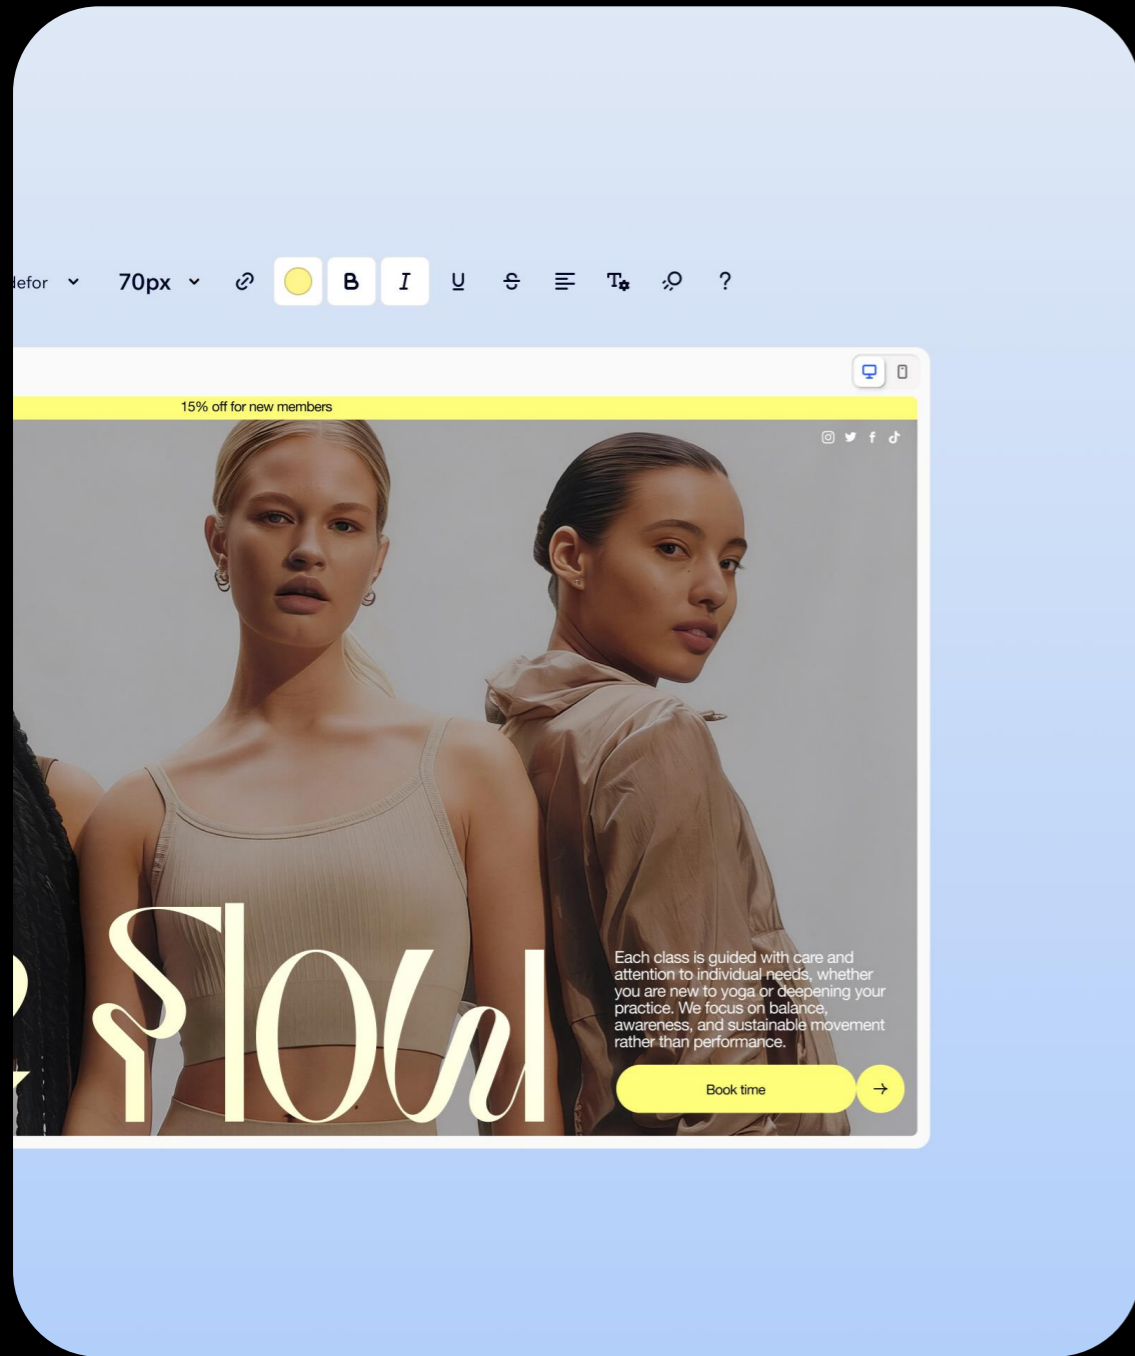 defor
70px
B I U S T ?
15% off for new members
Slow
Each class is guided with care and
attention to individual needs, whether
you are new to yoga or deepening your
practice. We focus on balance,
awareness, and sustainable movement
rather than performance.
Book time